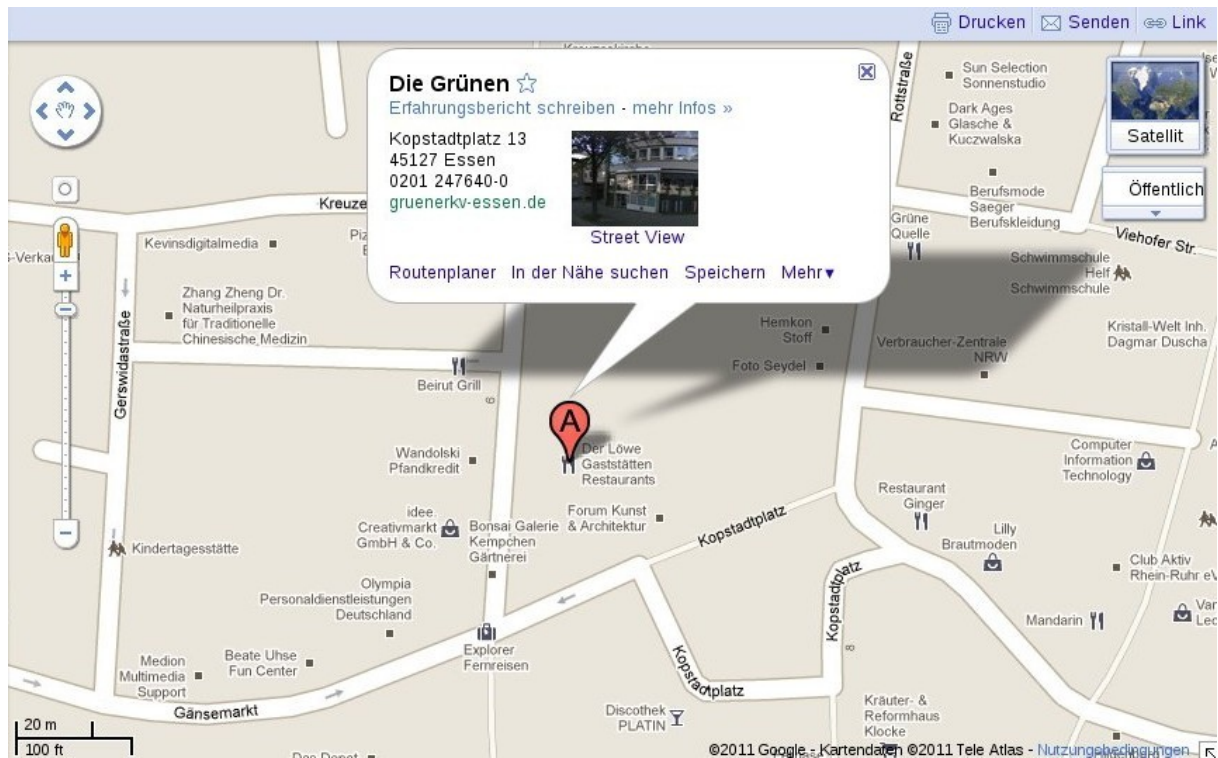 Drucken
Senden
Link
Die Grünen
Erfahrungsbericht schreiben - mehr Infos »
Kopstadtplatz 13
45127 Essen
0201 247640-0
gruenerkv-essen.de
Street View
Routenplaner In der Nähe suchen Speichern Mehr▼
Rottstraße
Sun Selection
Sonnenstudio
Dark Ages
Glasche &
Kuczwalska
Berufsmode
Saeger
Berufskleidung
Satellit
Öffentlich
Viehofer Str.
Grüne
Quelle
Schwimmschule
Helf
Schwimmschule
Kevinsdigitalmedia
Zhang Zheng Dr.
Naturheilpraxis
für Traditionelle
Chinesische Medizin
Gerswidastraße
Hemkon
Stoff
Foto Seydel
Verbraucher-Zentrale
NRW
Kristall-Welt Inh.
Dagmar Duscha
Beirut Grill
9
A
Der Löwe
Gaststätten
Restaurants
Wandolski
Pfandkredit
Computer
Information
Technology
Restaurant
Ginger
idee.
Creativmarkt
GmbH & Co.
Bonsai Galerie
Kempchen
Gärtnerei
Forum Kunst
& Architektur
Kopstadtplatz
Lilly
Brautmoden
Kindertagesstätte
Club Aktiv
Rhein-Ruhr eV
Olympia
Personaldienstleistungen
Deutschland
Kopstadtplatz
8
Mandarin
Explorer
Fernreisen
Beate Uhse
Fun Center
Medion
Multimedia
Support
Kopstadtplatz
Gänsemarkt
Discothek
PLATIN
Kräuter- &
Reformhaus
Klocke
20 m
100 ft
©2011 Google - Kartendaten ©2011 Tele Atlas - Nutzungsbedingungen